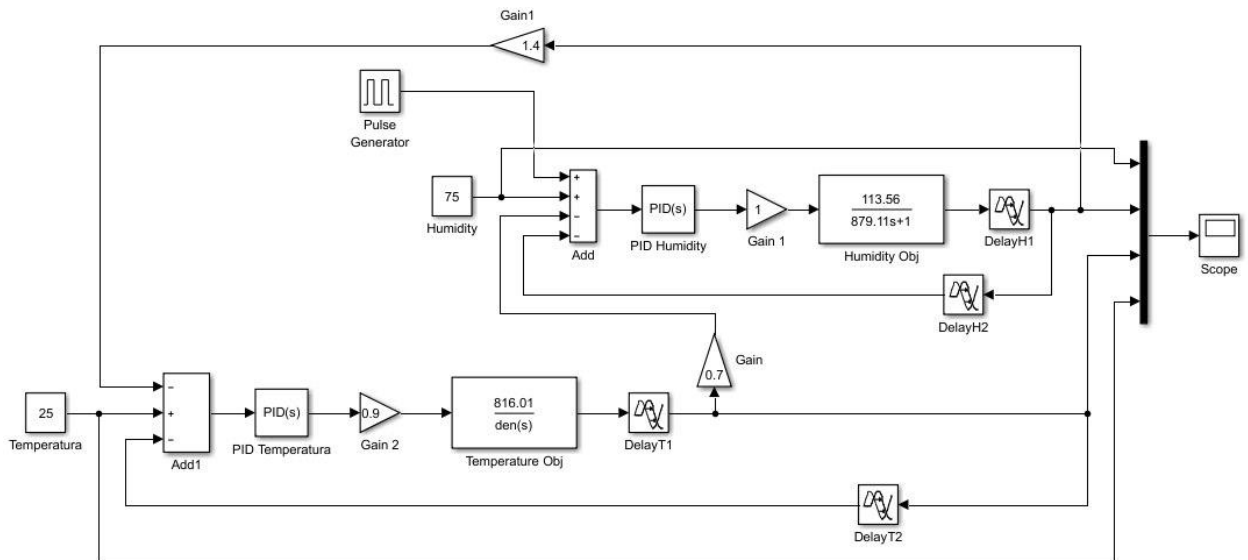 Gain1
1.4
Pulse
Generator
75
Humidity
+
+
−
−
Add
PID(s)
PID Humidity
1
Gain 1
113.56
879.11s+1
Humidity Obj
DelayH1
DelayH2
Scope
0.7
Gain
25
Temperatura
−
+
−
Add1
PID(s)
PID Temperatura
0.9
Gain 2
816.01
den(s)
Temperature Obj
DelayT1
DelayT2